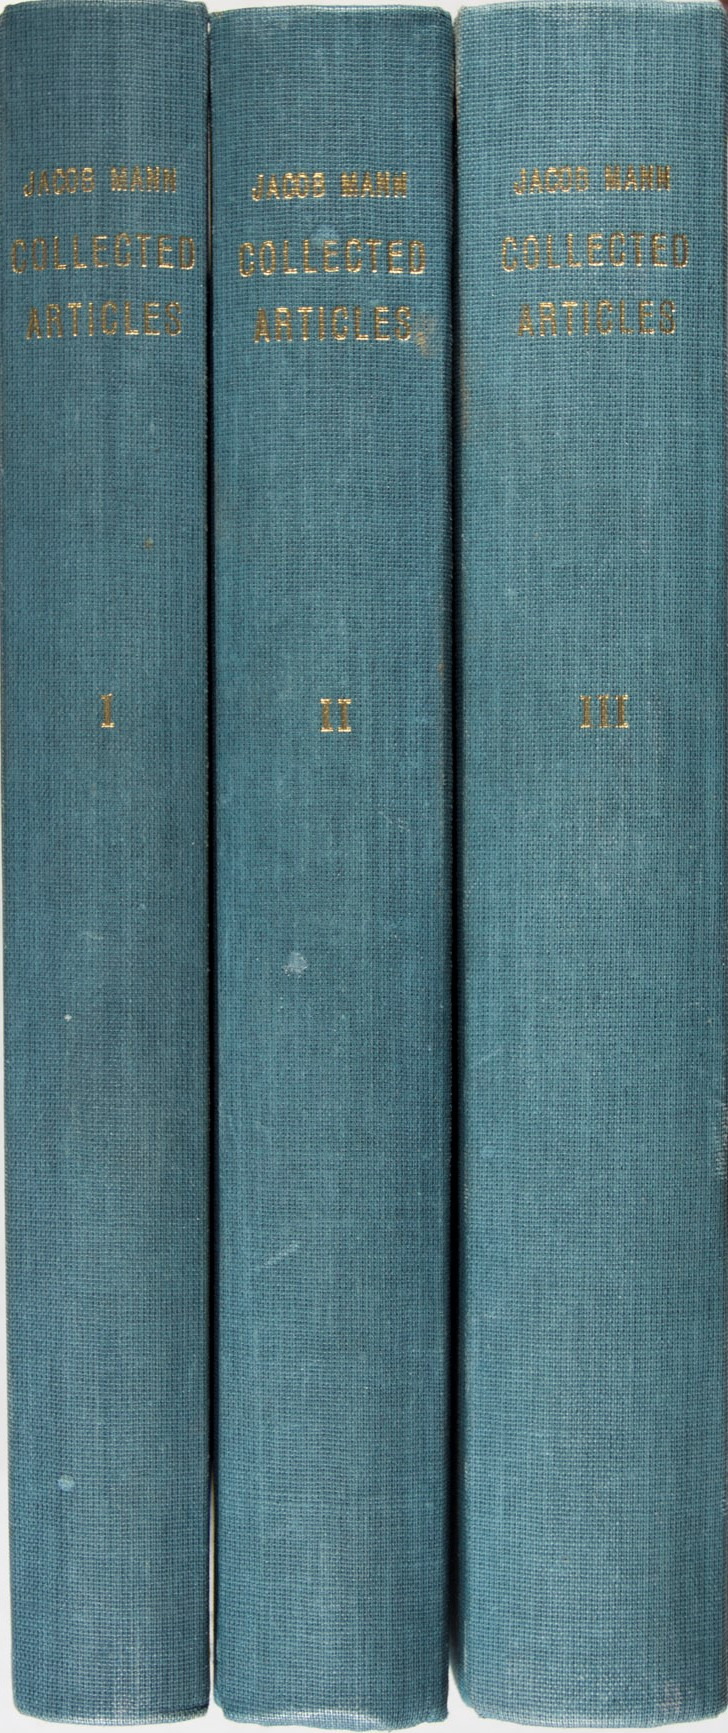 JACOB MANN
COLLECTED
ARTICLES
I
JACOB MANN
COLLECTED
ARTICLES
II
JACOB MANN
COLLECTED
ARTICLES
III